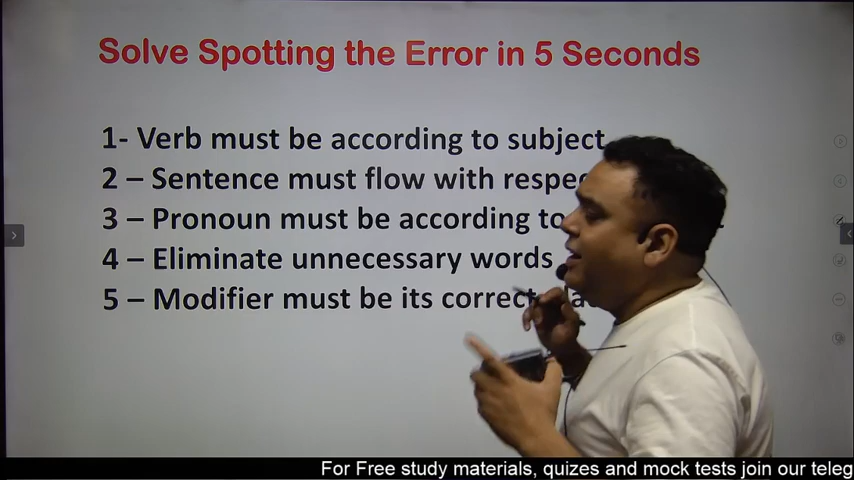 Solve Spotting the Error in 5 Seconds
1- Verb must be according to subject
2 – Sentence must flow with
3 – Pronoun must be according to
4 – Eliminate unnecessary words
5 – Modifier must be its correct
For Free study materials, quizes and mock tests join our teleg